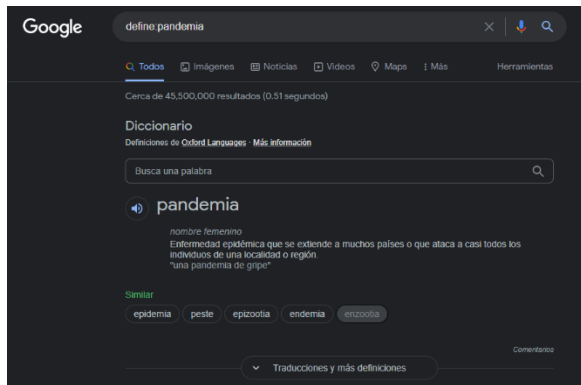 Google
define:pandemia
Todos Imágenes Noticias Videos Maps Más Herramientas
Cerca de 45,500,000 resultados (0.51 segundos)
Diccionario
Definiciones de Oxford Languages · Más información
Busca una palabra
pandemia
nombre femenino
Enfermedad epidémica que se extiende a muchos países o que ataca a casi todos los
individuos de una localidad o región.
"una pandemia de gripe"
Similar
epidemia peste epizootia endemia enzootia
Comentarios
Traducciones y más definiciones